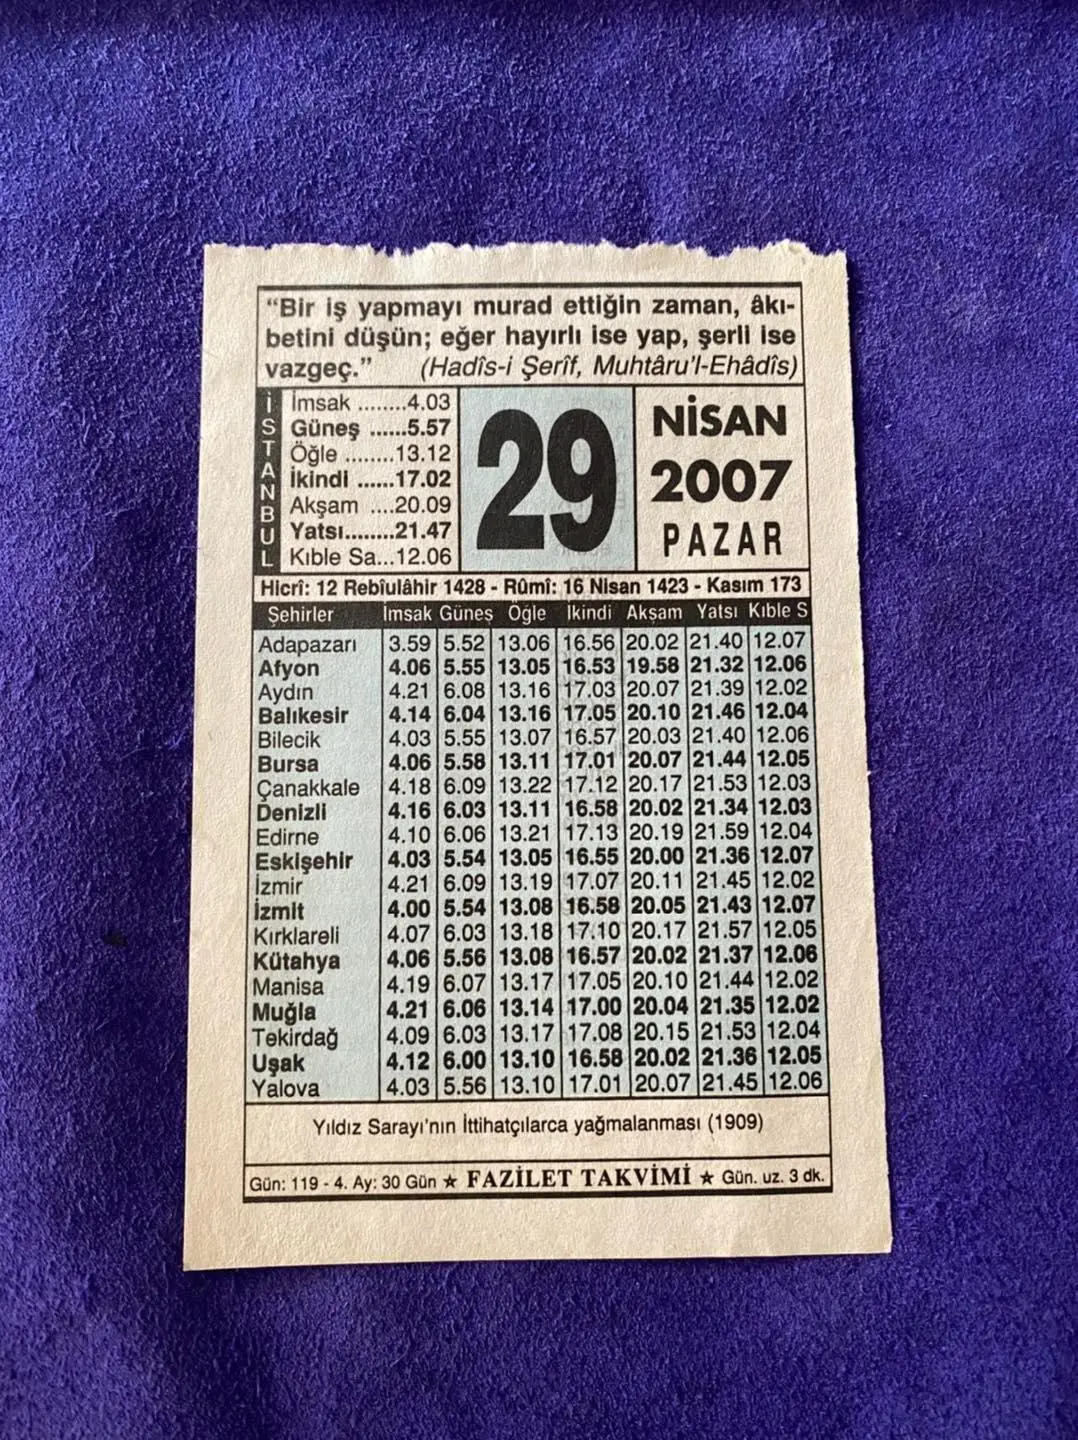 “Bir iş yapmayı murad ettiğin zaman, âkı-
betini düşün; eğer hayırlı ise yap, şerli ise
vazgeç.” (Hadîs-i Şerîf, Muhtâru’l-Ehâdîs)
İSTANBUL
İmsak ........4.03
Güneş ......5.57
Öğle ........13.12
İkindi ......17.02
Akşam ....20.09
Yatsı........21.47
Kıble Sa...12.06
29
NİSAN
2007
PAZAR
Hicrî: 12 Rebîulâhir 1428 - Rûmî: 16 Nisan 1423 - Kasım 173
Şehirler İmsak Güneş Öğle İkindi Akşam Yatsı Kıble S
Adapazarı 3.59 5.52 13.06 16.56 20.02 21.40 12.07
Afyon 4.06 5.55 13.05 16.53 19.58 21.32 12.06
Aydın 4.21 6.08 13.16 17.03 20.07 21.39 12.02
Balıkesir 4.14 6.04 13.16 17.05 20.10 21.46 12.04
Bilecik 4.03 5.55 13.07 16.57 20.03 21.40 12.06
Bursa 4.06 5.58 13.11 17.01 20.07 21.44 12.05
Çanakkale 4.18 6.09 13.22 17.12 20.17 21.53 12.03
Denizli 4.16 6.03 13.11 16.58 20.02 21.34 12.03
Edirne 4.10 6.06 13.21 17.13 20.19 21.59 12.04
Eskişehir 4.03 5.54 13.05 16.55 20.00 21.36 12.07
İzmir 4.21 6.09 13.19 17.07 20.11 21.45 12.02
İzmit 4.00 5.54 13.08 16.58 20.05 21.43 12.07
Kırklareli 4.07 6.03 13.18 17.10 20.17 21.57 12.05
Kütahya 4.06 5.56 13.08 16.57 20.02 21.37 12.06
Manisa 4.19 6.07 13.17 17.05 20.10 21.44 12.02
Muğla 4.21 6.06 13.14 17.00 20.04 21.35 12.02
Tekirdağ 4.09 6.03 13.17 17.08 20.15 21.53 12.04
Uşak 4.12 6.00 13.10 16.58 20.02 21.36 12.05
Yalova 4.03 5.56 13.10 17.01 20.07 21.45 12.06
Yıldız Sarayı’nın İttihatçılarca yağmalanması (1909)
Gün: 119 - 4. Ay: 30 Gün ★ FAZİLET TAKVİMİ ★ Gün. uz. 3 dk.